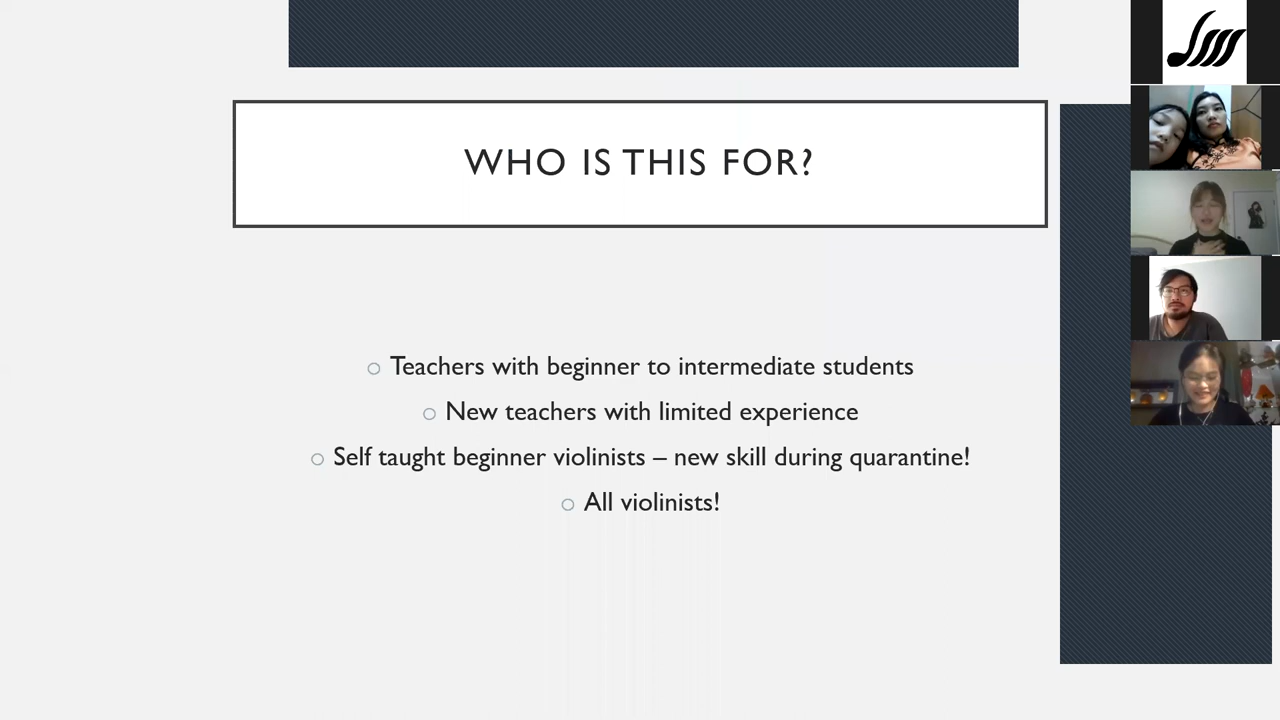 WHO IS THIS FOR?
Teachers with beginner to intermediate students
New teachers with limited experience
Self taught beginner violinists – new skill during quarantine!
All violinists!